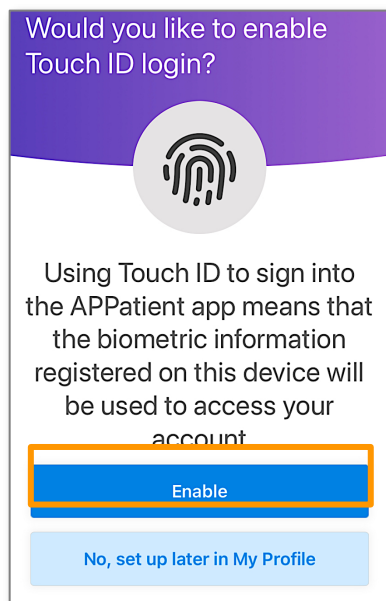 Would you like to enable
Touch ID login?
Using Touch ID to sign into
the APPatient app means that
the biometric information
registered on this device will
be used to access your
account
Enable
No, set up later in My Profile